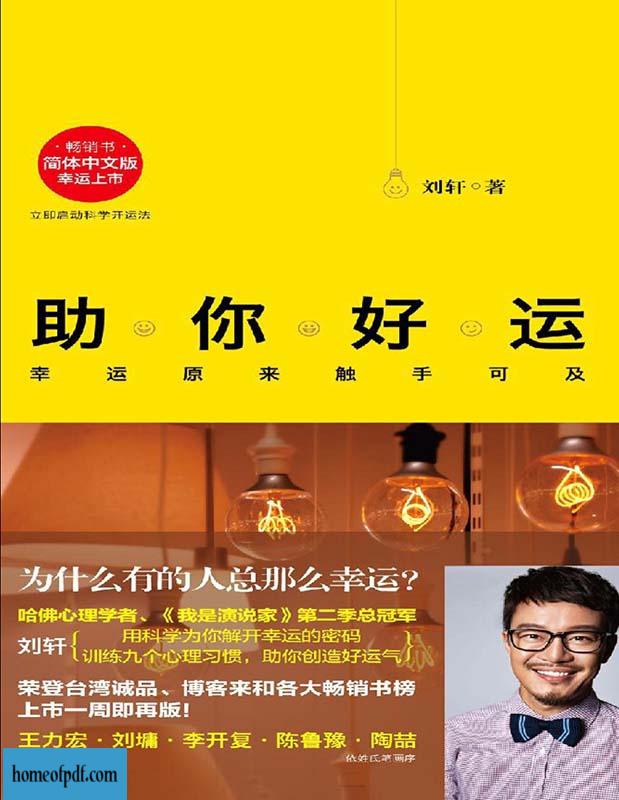 · 畅销书 ·
简体中文版
幸运上市
立即启动科学开运法
刘轩 。著
助你好运
幸运原来触手可及
为什么有的人总那么幸运?
哈佛心理学者、《我是演说家》第二季总冠军
刘轩{用科学为你解开幸运的密码
训练九个心理习惯，助你创造好运气}
荣登台湾诚品、博客来和各大畅销书榜
上市一周即再版!
王力宏·刘墉·李开复·陈鲁豫·陶喆
依姓氏笔画序
homeofpdf.com